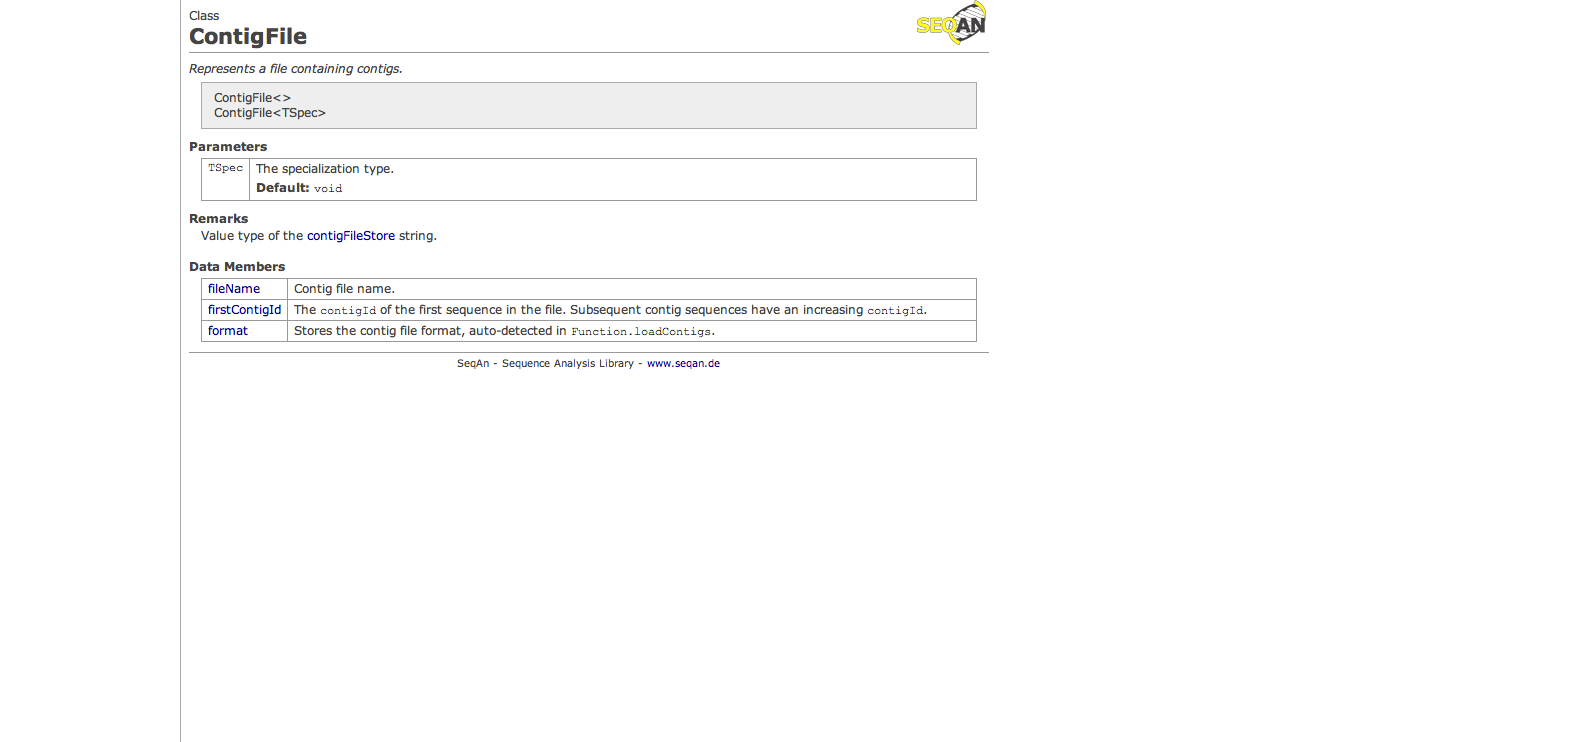 Class
SEQAN
ContigFile
Represents a file containing contigs.
ContigFile<>
ContigFile<TSpec>
Parameters
TSpec The specialization type.
Default: void
Remarks
Value type of the contigFileStore string.
Data Members
fileName Contig file name.
firstContigId The contigId of the first sequence in the file. Subsequent contig sequences have an increasing contigId.
format Stores the contig file format, auto-detected in Function.loadContigs.
SeqAn - Sequence Analysis Library - www.seqan.de